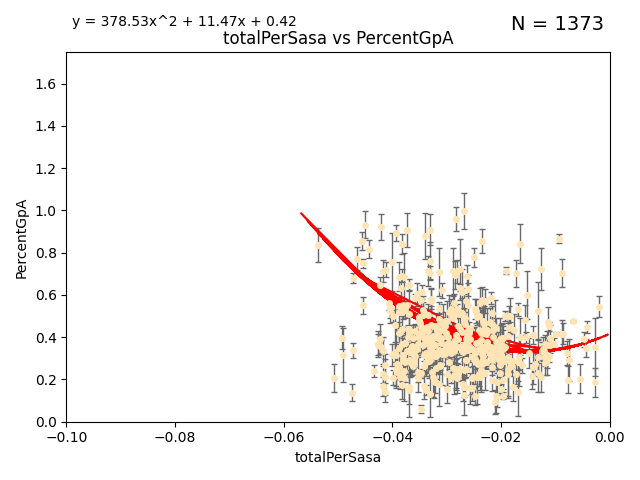 y = 378.53x^2 + 11.47x + 0.42
N = 1373
totalPerSasa vs PercentGpA
1.6
1.4
1.2
1.0
0.8
0.6
0.4
0.2
0.0
PercentGpA
−0.10 −0.08 −0.06 −0.04 −0.02 0.00
totalPerSasa